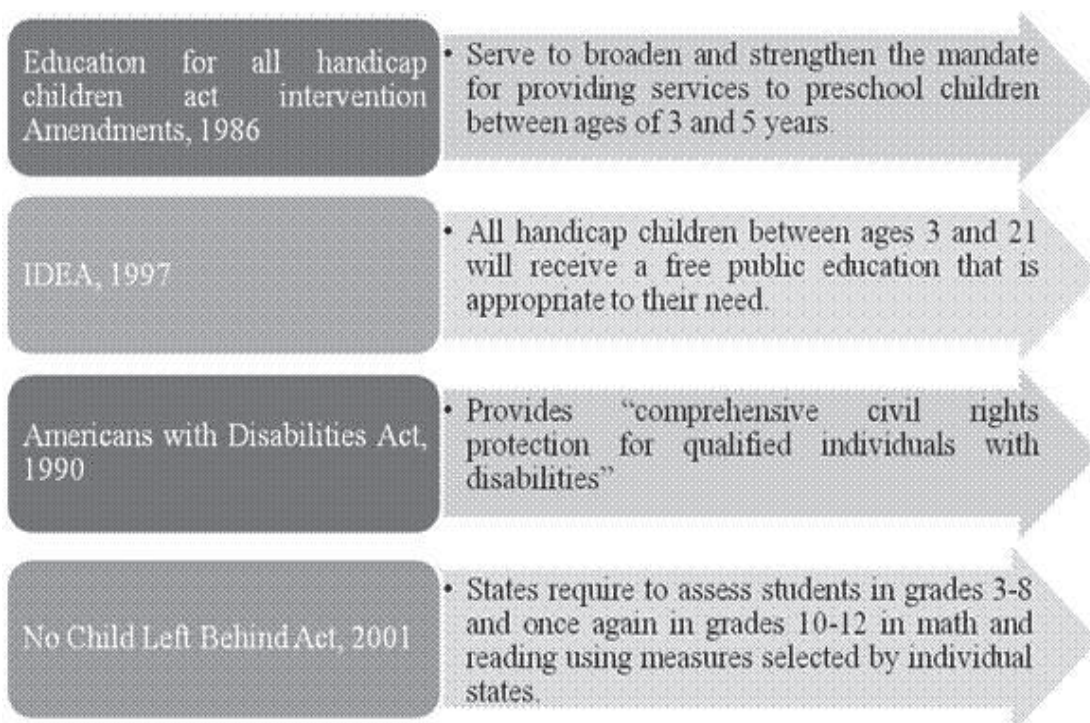 Education for all handicap
children act intervention
Amendments, 1986
• Serve to broaden and strengthen the mandate
for providing services to preschool children
between ages of 3 and 5 years.
IDEA, 1997
• All handicap children between ages 3 and 21
will receive a free public education that is
appropriate to their need.
Americans with Disabilities Act,
1990
• Provides “comprehensive civil rights
protection for qualified individuals with
disabilities”
No Child Left Behind Act, 2001
• States require to assess students in grades 3-8
and once again in grades 10-12 in math and
reading using measures selected by individual
states.